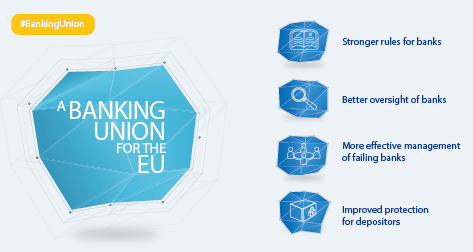 #BankingUnion
A BANKING
UNION
FOR THE
EU
Stronger rules for banks
Better oversight of banks
More effective management
of failing banks
Improved protection
for depositors